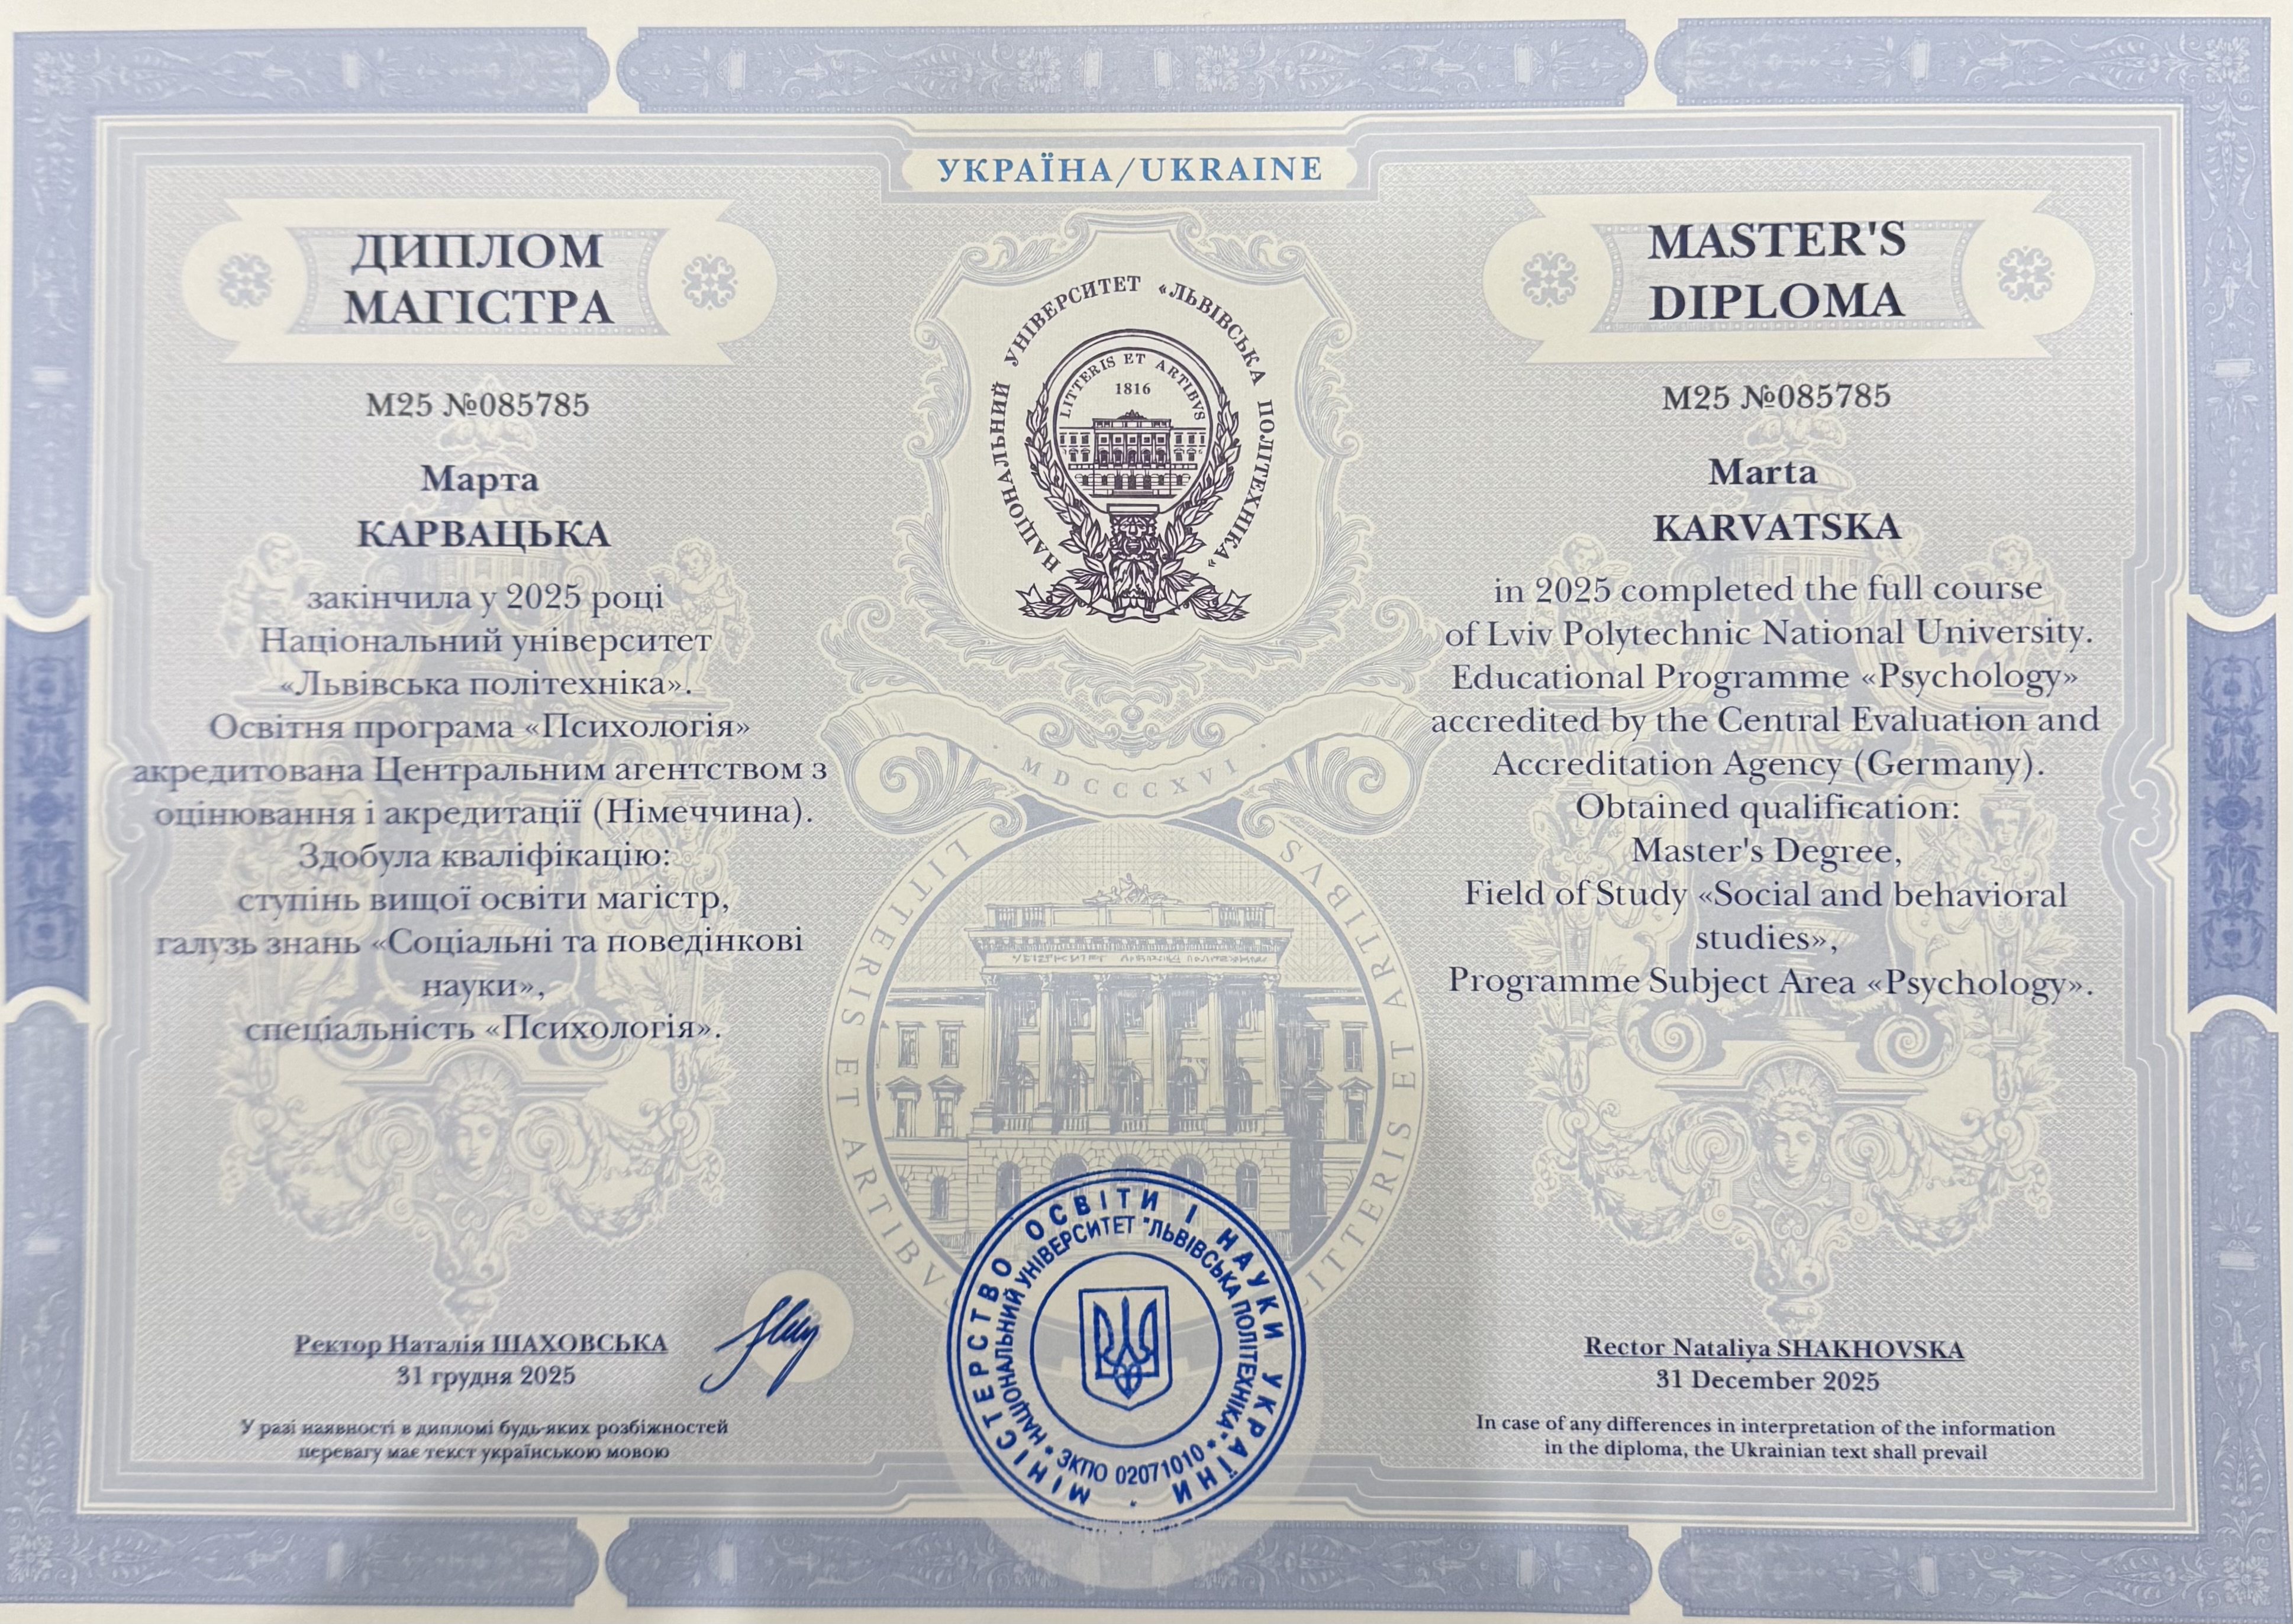 УКРАЇНА/UKRAINE
ДИПЛОМ
МАГІСТРА
М25 №085785
Марта
КАРВАЦЬКА
закінчила у 2025 році
Національний університет
«Львівська політехніка».
Освітня програма «Психологія»
акредитована Центральним агентством з
оцінювання і акредитації (Німеччина).
Здобула кваліфікацію:
ступінь вищої освіти магістр,
галузь знань «Соціальні та поведінкові
науки»,
спеціальність «Психологія».
Ректор Наталія ШАХОВСЬКА
31 грудня 2025
У разі наявності в дипломі будь-яких розбіжностей
перевагу має текст українською мовою
НАЦІОНАЛЬНИЙ УНІВЕРСИТЕТ «ЛЬВІВСЬКА ПОЛІТЕХНІКА»
LITTERIS ET ARTIBVS
1816
MDCCCXVI
LITTERIS ET ARTIBVS
LITTERIS ET ARTIBVS
МІНІСТЕРСТВО ОСВІТИ І НАУКИ УКРАЇНИ
НАЦІОНАЛЬНИЙ УНІВЕРСИТЕТ "ЛЬВІВСЬКА ПОЛІТЕХНІКА"
* ЗКПО 02071010 *
MASTER'S
DIPLOMA
M25 №085785
Marta
KARVATSKA
in 2025 completed the full course
of Lviv Polytechnic National University.
Educational Programme «Psychology»
accredited by the Central Evaluation and
Accreditation Agency (Germany).
Obtained qualification:
Master's Degree,
Field of Study «Social and behavioral
studies»,
Programme Subject Area «Psychology».
Rector Nataliya SHAKHOVSKA
31 December 2025
In case of any differences in interpretation of the information
in the diploma, the Ukrainian text shall prevail